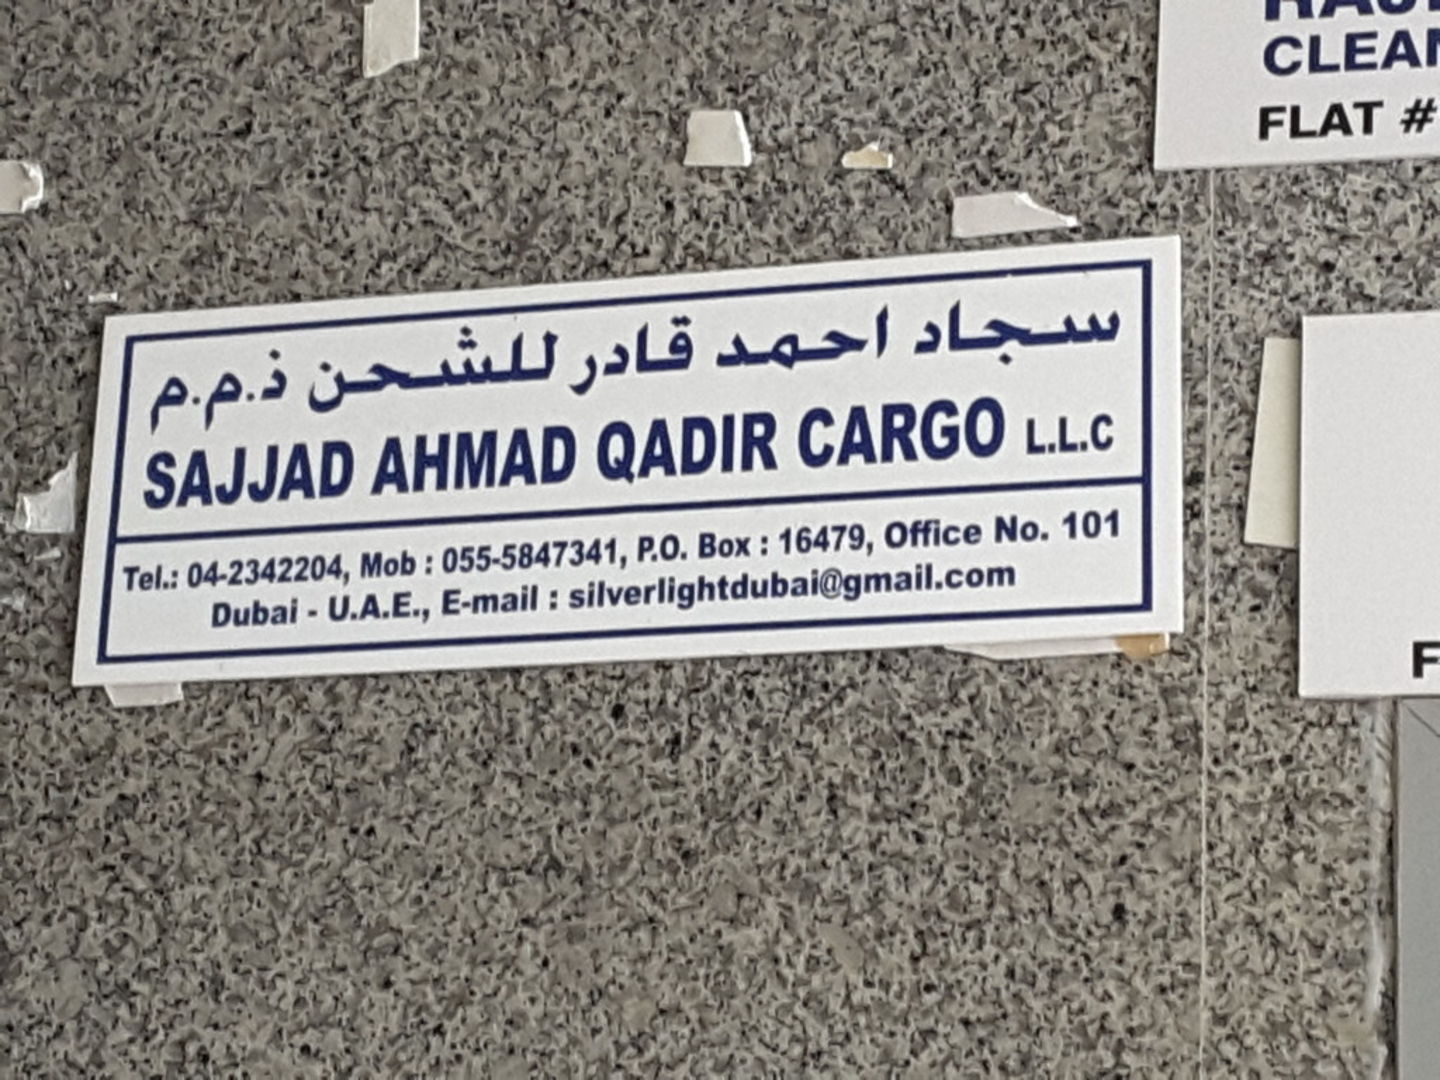 CLEAN
FLAT #
سجاد احمد قادر للشحن ذ.م.م
SAJJAD AHMAD QADIR CARGO L.L.C
Tel.: 04-2342204, Mob : 055-5847341, P.O. Box : 16479, Office No. 101
Dubai - U.A.E., E-mail : silverlightdubai@gmail.com
F